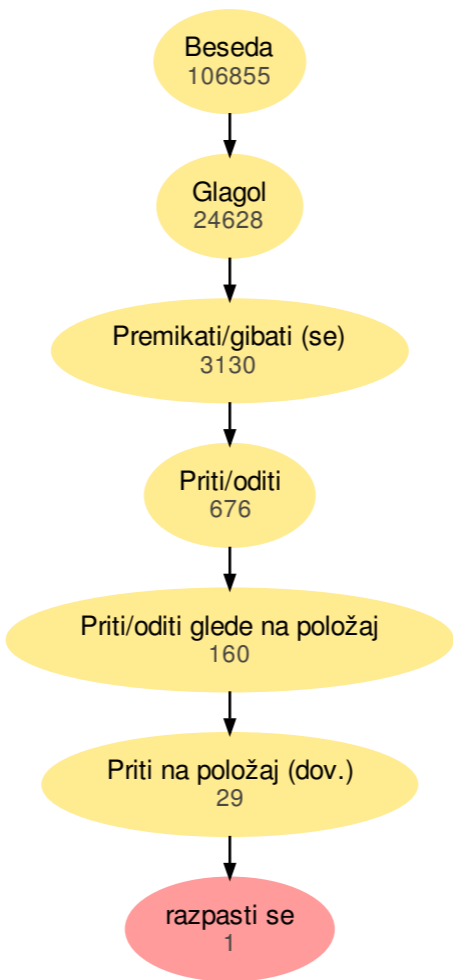 Beseda
106855
Glagol
24628
Premikati/gibati (se)
3130
Priti/oditi
676
Priti/oditi glede na položaj
160
Priti na položaj (dov.)
29
razpasti se
1